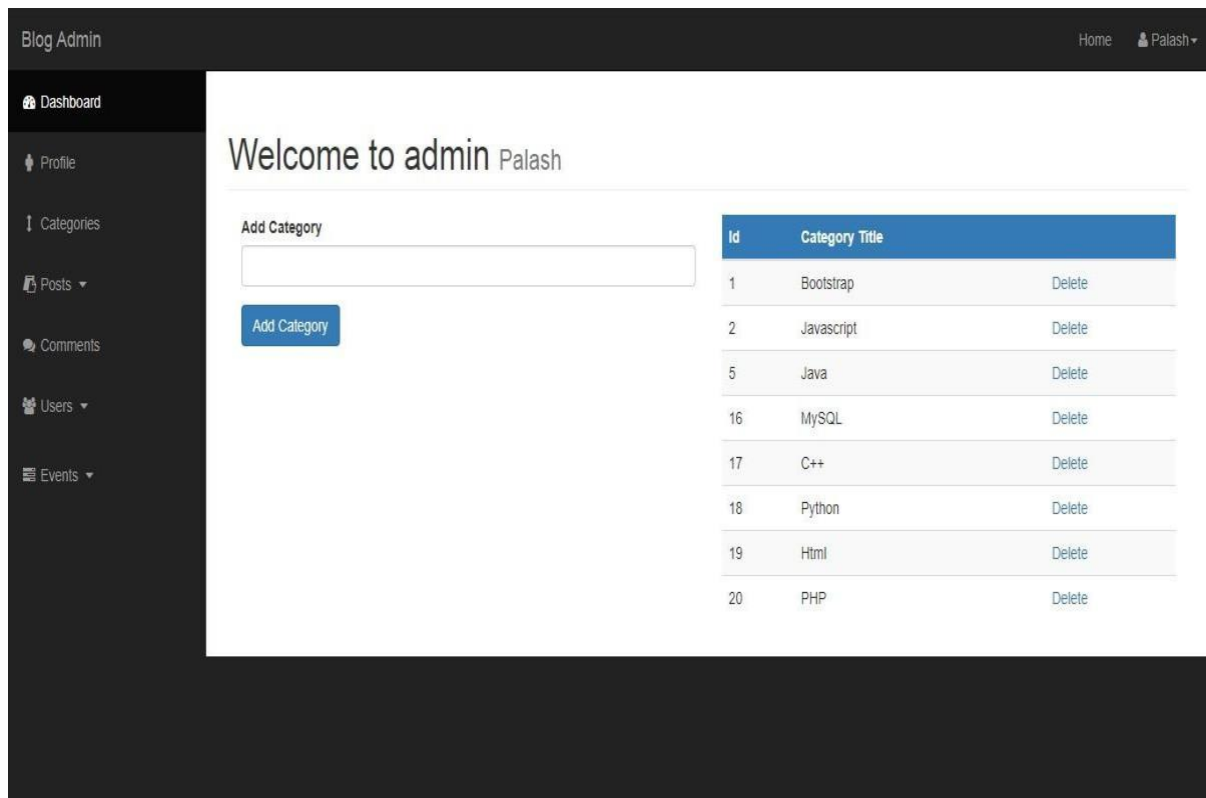 Blog Admin
Home Palash
Dashboard
Profile
Categories
Posts
Comments
Users
Events
Welcome to admin Palash
Add Category
Add Category
Id Category Title
1 Bootstrap Delete
2 Javascript Delete
5 Java Delete
16 MySQL Delete
17 C++ Delete
18 Python Delete
19 Html Delete
20 PHP Delete